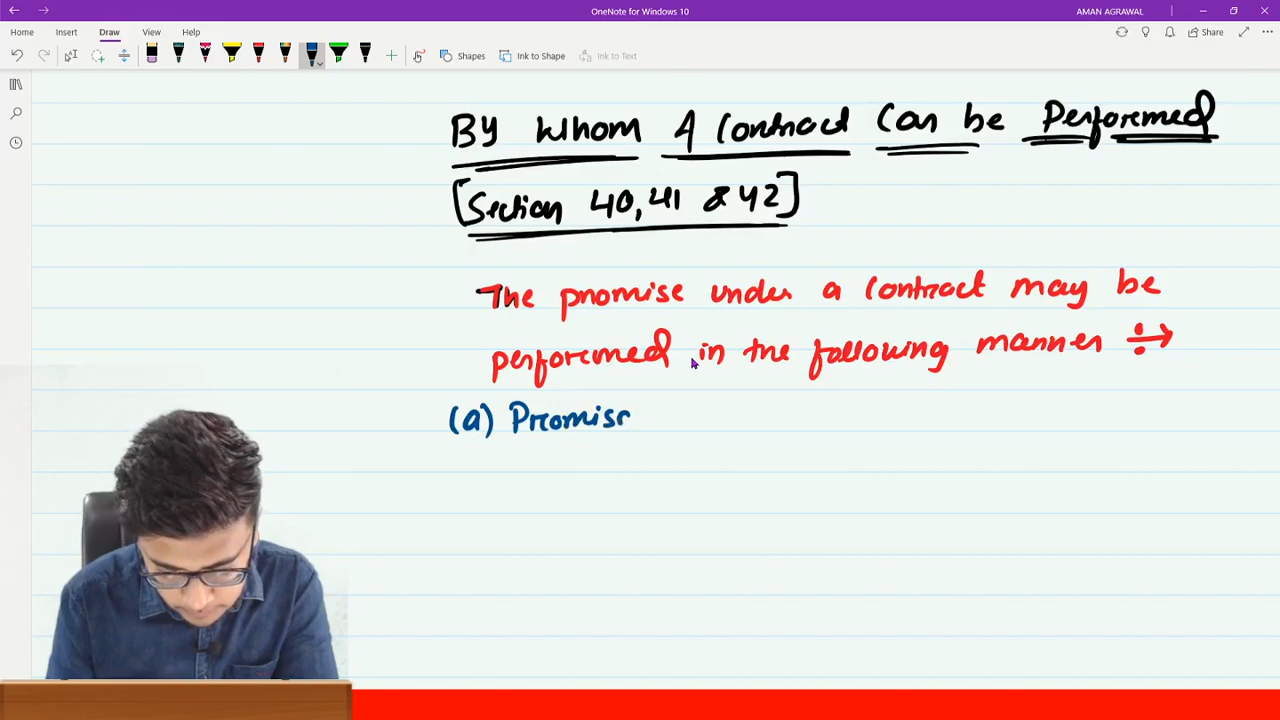 OneNote for Windows 10
AMAN AGRAWAL
Home Insert Draw View Help
Share
Shapes Ink to Shape Ink to Text
By Whom A Contract Can be Performed
[Section 40, 41 & 42]
The promise under a contract may be
performed in the following manner
(a) Promiso